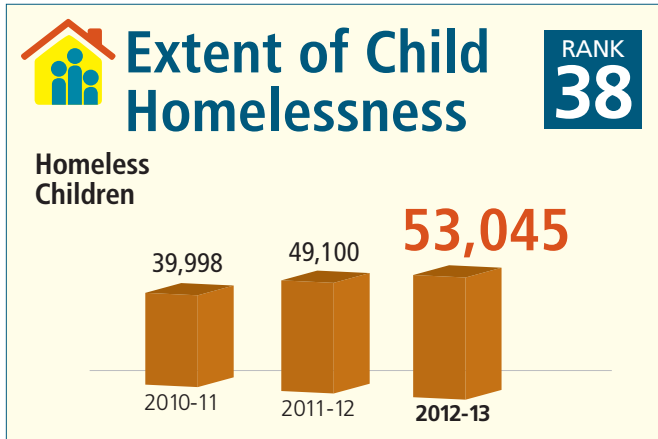 Extent of Child
Homelessness
RANK
38
Homeless
Children
39,998
49,100
53,045
2010-11
2011-12
2012-13